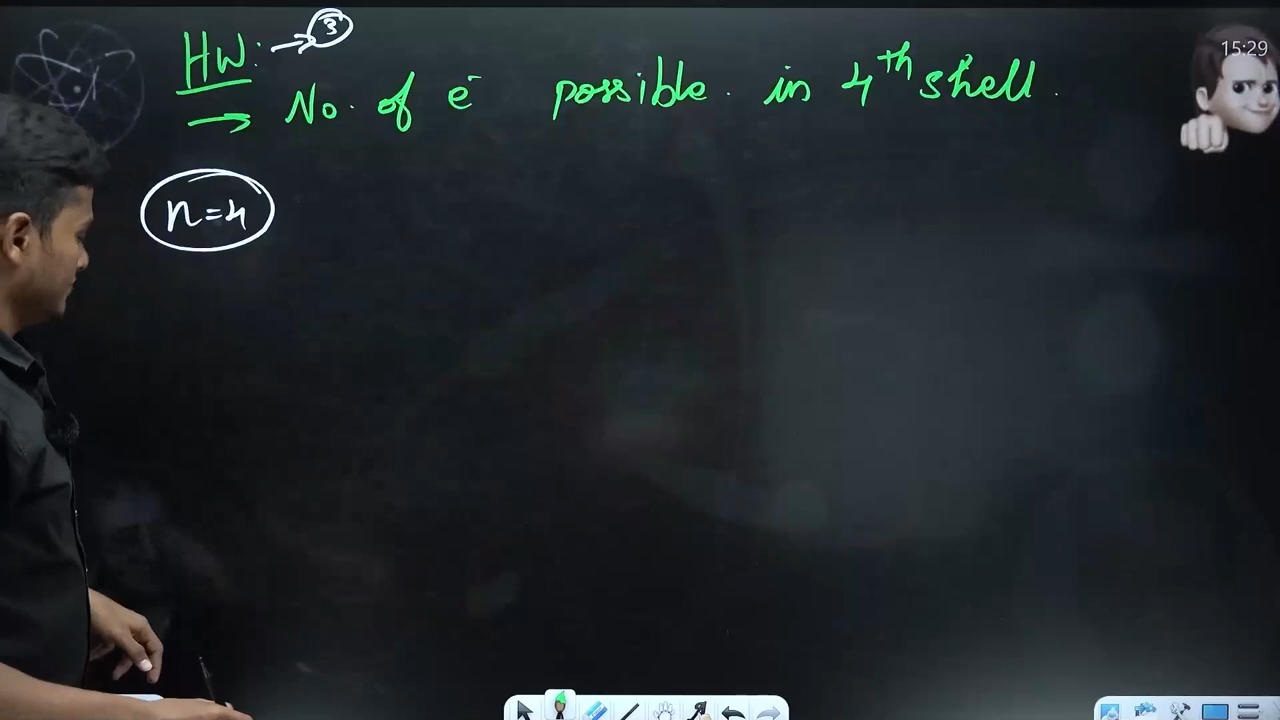 HW: → ③
→ No. of e⁻ possible in 4th shell.
n=4
15:29